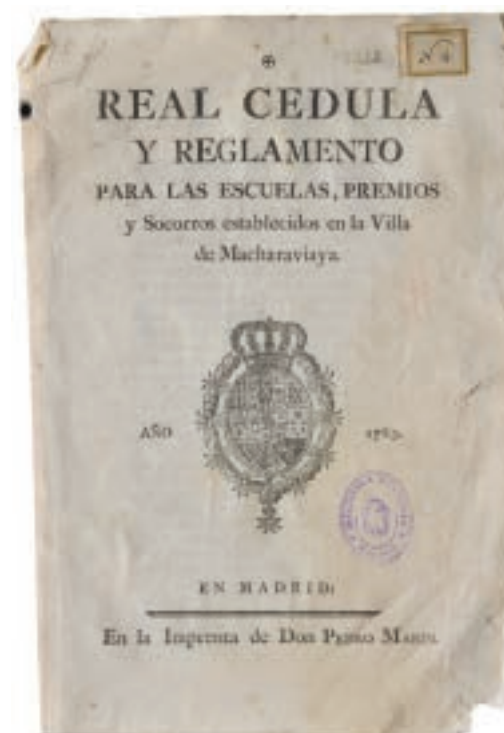 REAL CEDULA
Y REGLAMENTO
PARA LAS ESCUELAS, PREMIOS
y Socorros establecidos en la Villa
de Macharaviaya.
AÑO
EN MADRID:
En la Imprenta de Don PEDRO MARIN.